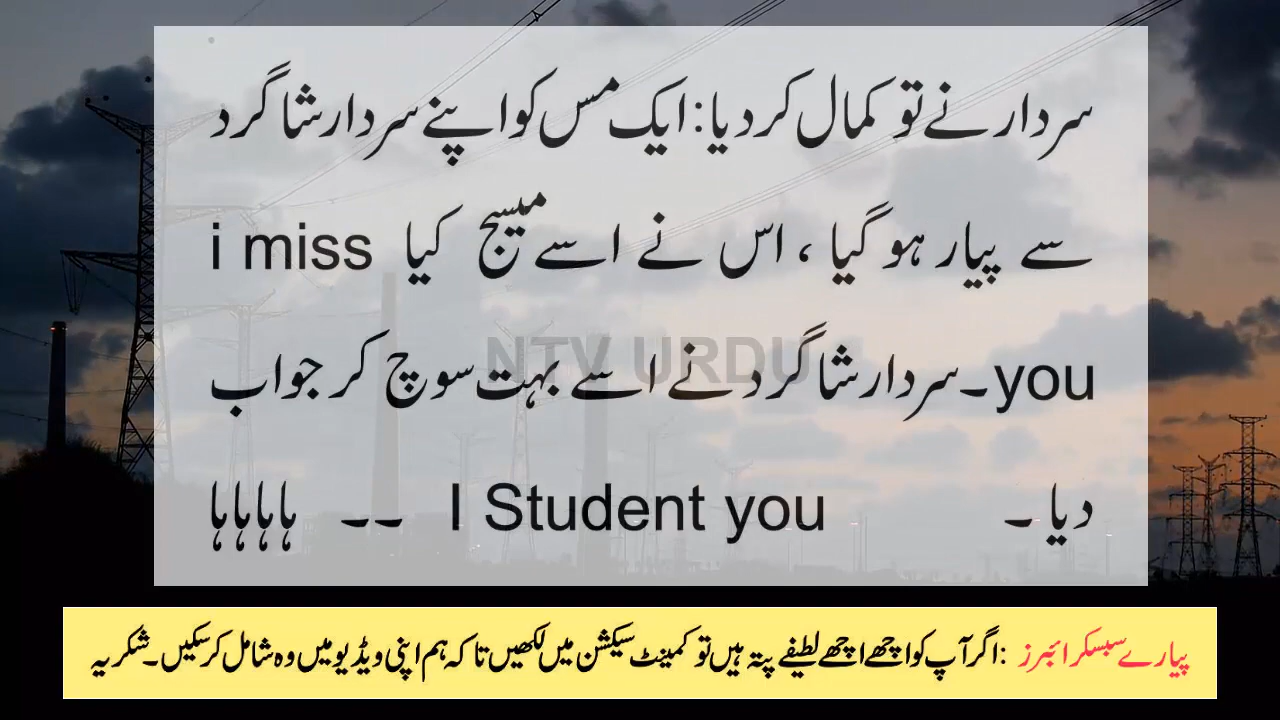 سردار نے تو کمال کر دیا: ایک مس کو اپنے سردار شاگرد
سے پیار ہو گیا ، اس نے اسے میسج کیا i miss
you۔ سردار شاگرد نے اسے بہت سوچ کر جواب
دیا ۔ I Student you ۔۔ ہاہاہاہا
NTV URDU
پیارے سبسکرائبرز : اگر آپ کو اچھے اچھے لطیفے پتہ ہیں تو کمینٹ سیکشن میں لکھیں تاکہ ہم اپنی ویڈیو میں وہ شامل کر سکیں۔ شکریہ